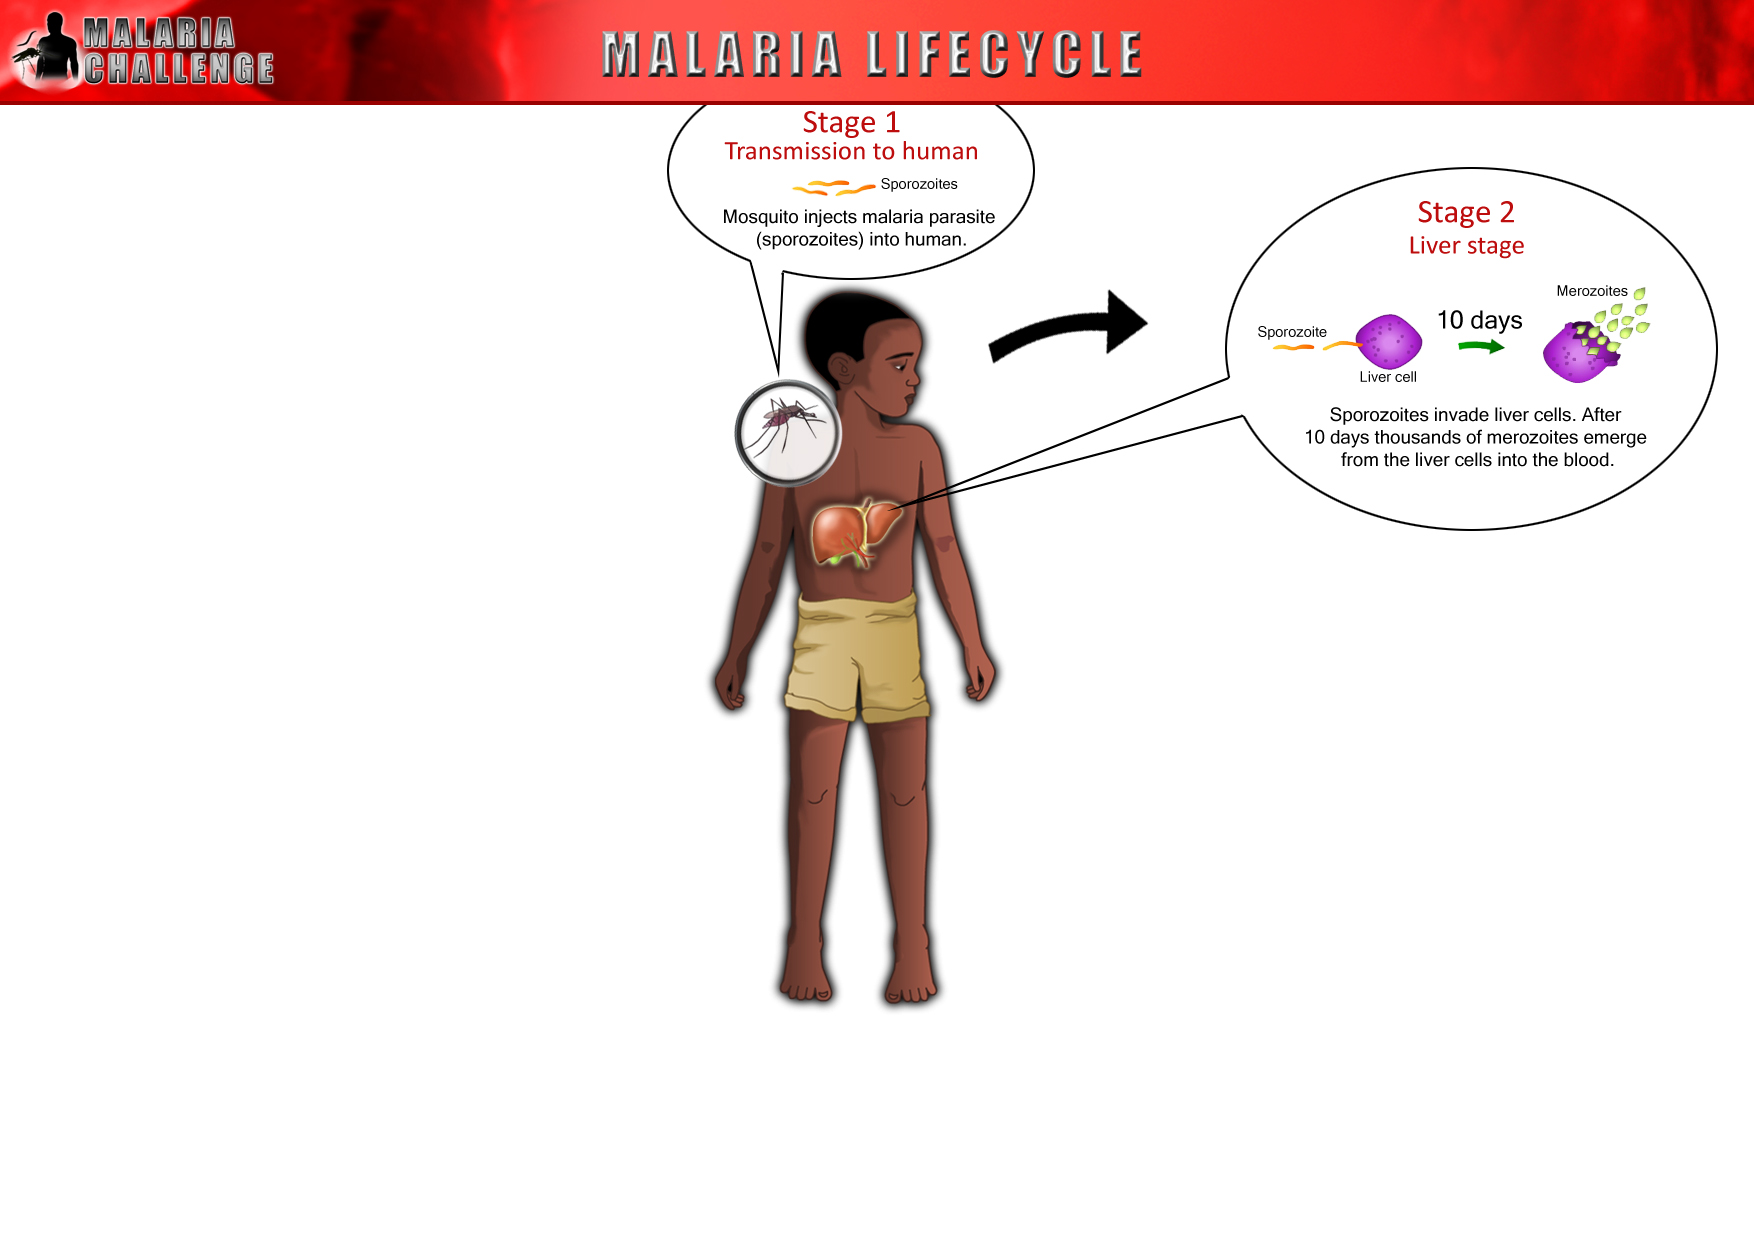 MALARIA
CHALLENGE
MALARIA LIFECYCLE
Stage 1
Transmission to human
Sporozoites
Mosquito injects malaria parasite
(sporozoites) into human.
Stage 2
Liver stage
Merozoites
10 days
Sporozoite
Liver cell
Sporozoites invade liver cells. After
10 days thousands of merozoites emerge
from the liver cells into the blood.